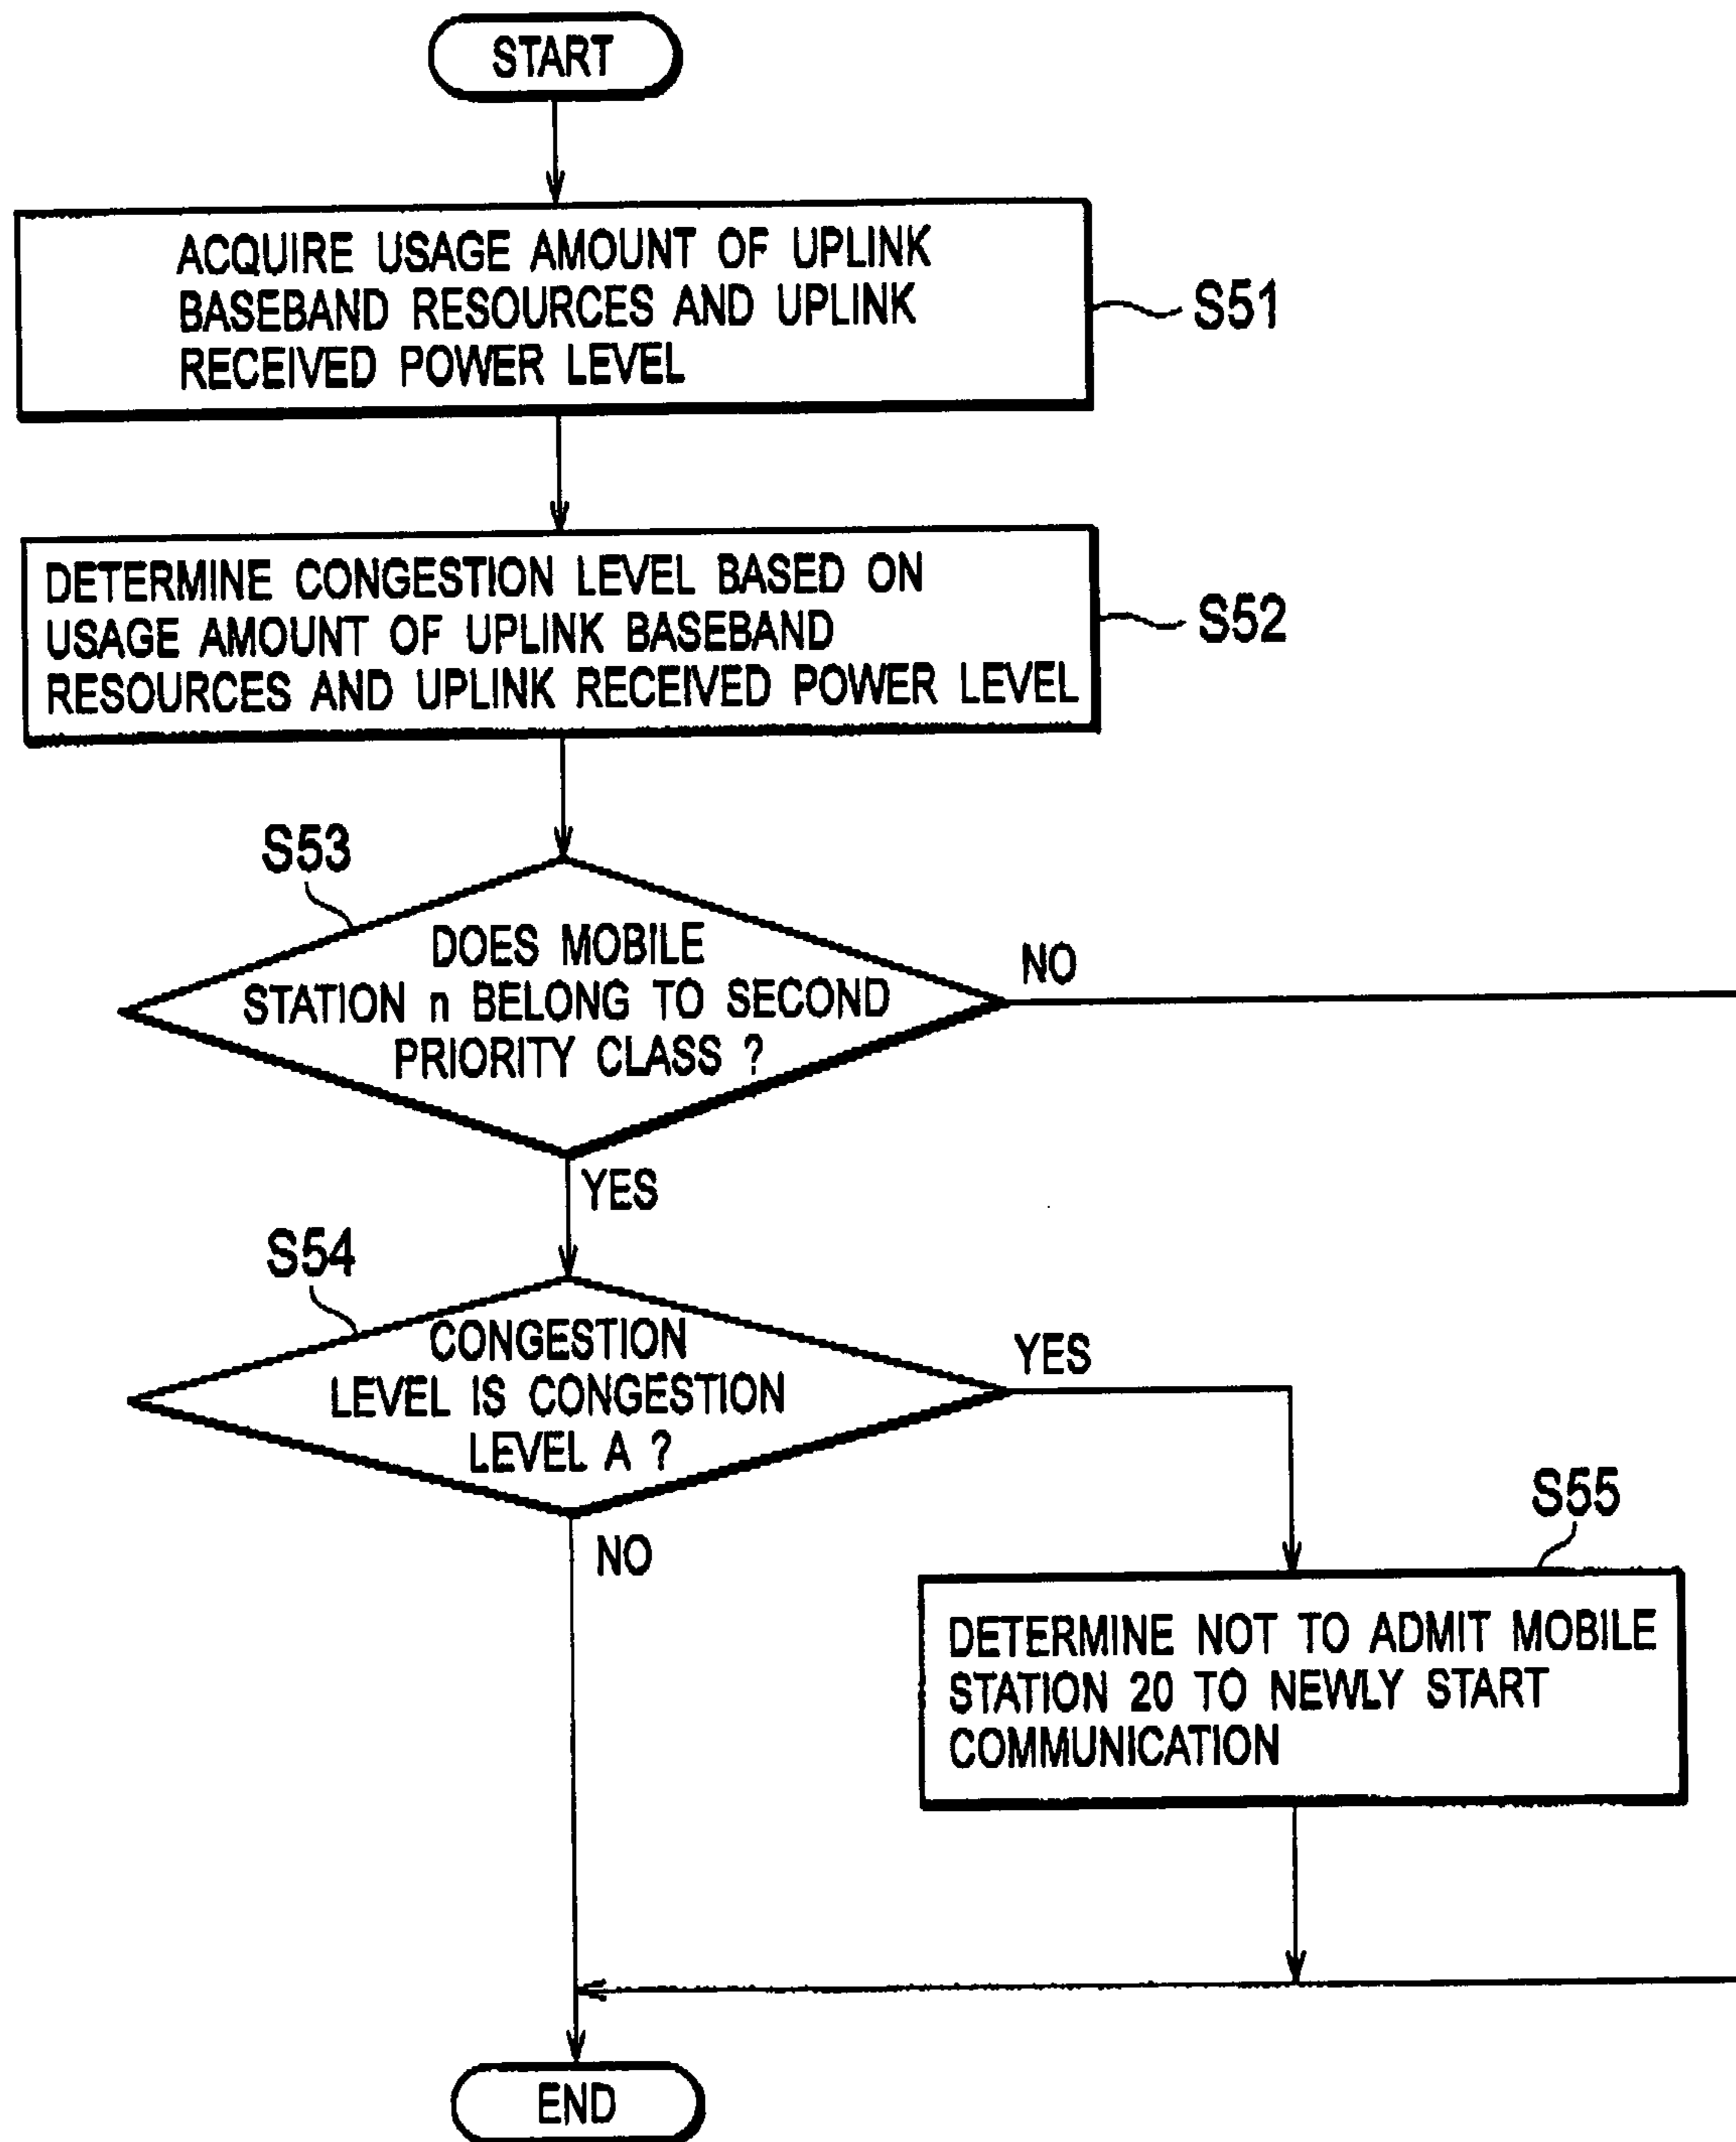 START
ACQUIRE USAGE AMOUNT OF UPLINK
BASEBAND RESOURCES AND UPLINK
RECEIVED POWER LEVEL
S51
DETERMINE CONGESTION LEVEL BASED ON
USAGE AMOUNT OF UPLINK BASEBAND
RESOURCES AND UPLINK RECEIVED POWER LEVEL
S52
S53
DOES MOBILE
STATION n BELONG TO SECOND
PRIORITY CLASS ?
NO
YES
S54
CONGESTION
LEVEL IS CONGESTION
LEVEL A ?
YES
NO
S55
DETERMINE NOT TO ADMIT MOBILE
STATION 20 TO NEWLY START
COMMUNICATION
END